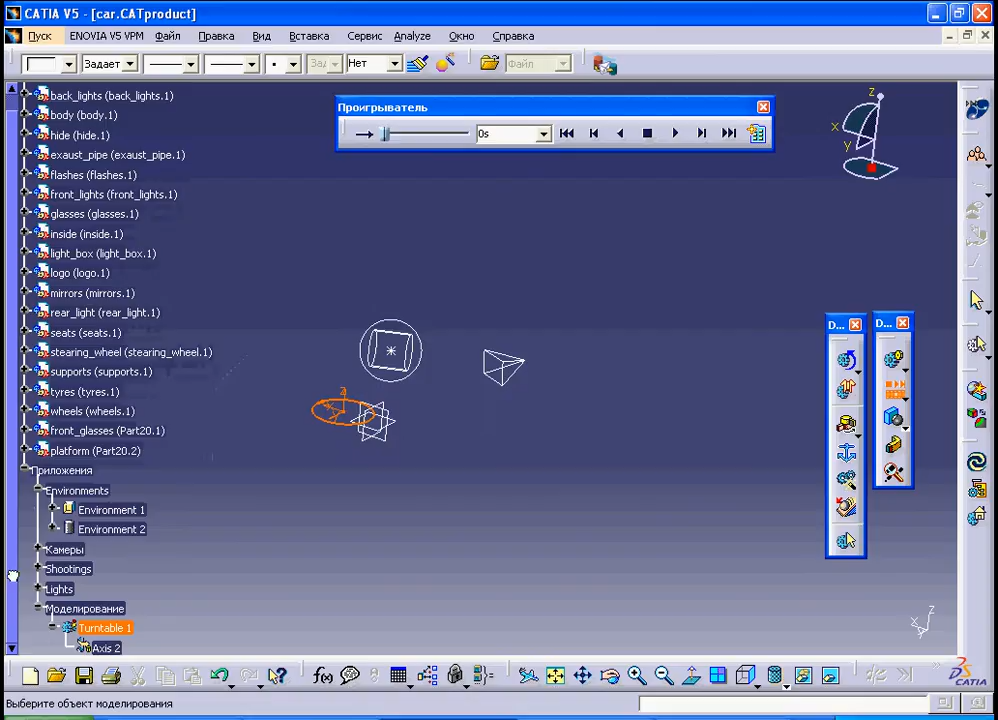 CATIA V5 - [car.CATproduct]
Пуск ENOVIA V5 VPM Файл Правка Вид Вставка Сервис Analyze Окно Справка
Задает Зад Нет Файл
Проигрыватель
0s
back_lights (back_lights.1)
body (body.1)
hide (hide.1)
exaust_pipe (exaust_pipe.1)
flashes (flashes.1)
front_lights (front_lights.1)
glasses (glasses.1)
inside (inside.1)
light_box (light_box.1)
logo (logo.1)
mirrors (mirrors.1)
rear_light (rear_light.1)
seats (seats.1)
stearing_wheel (stearing_wheel.1)
supports (supports.1)
tyres (tyres.1)
wheels (wheels.1)
front_glasses (Part20.1)
platform (Part20.2)
Приложения
Environments
Environment 1
Environment 2
Камеры
Shootings
Lights
Моделирование
Turntable 1
Axis 2
z
x
y
D...
D...
z
y
f(x)
CATIA
Выберите объект моделирования